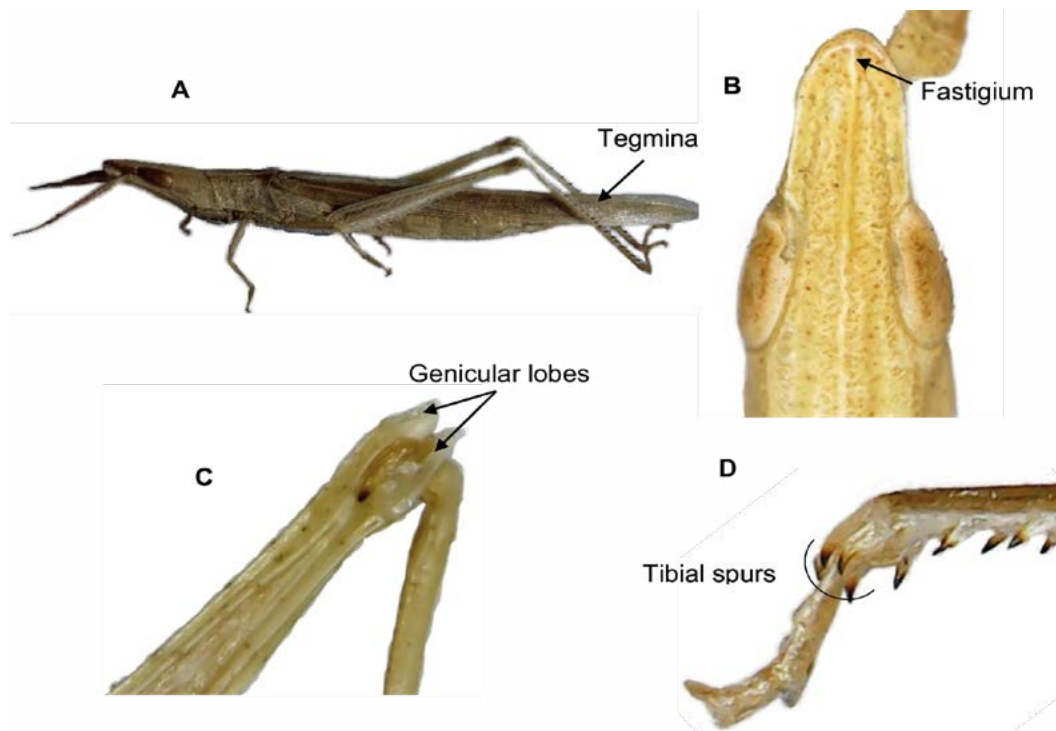 A
Tegmina
B
Fastigium
Genicular lobes
C
D
Tibial spurs